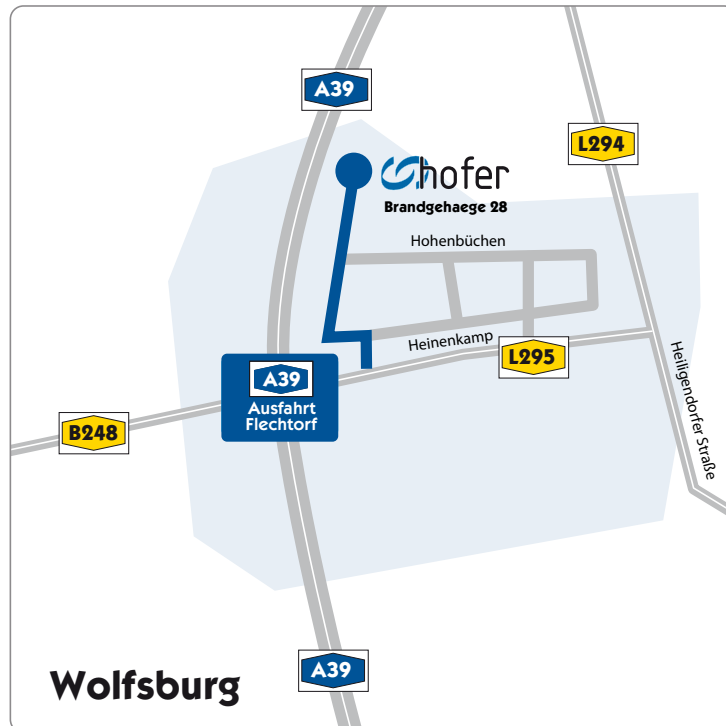 A39
L294
hofer
Brandgehaege 28
Hohenbüchen
Heinenkamp
L295
Heiligendorfer Straße
A39
Ausfahrt
Flechtorf
B248
A39
Wolfsburg